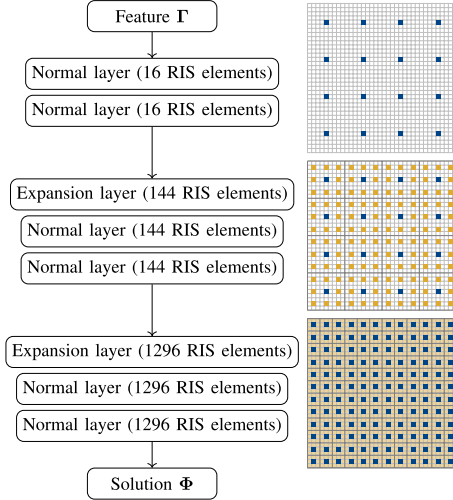 Feature Γ
Normal layer (16 RIS elements)
Normal layer (16 RIS elements)
Expansion layer (144 RIS elements)
Normal layer (144 RIS elements)
Normal layer (144 RIS elements)
Expansion layer (1296 RIS elements)
Normal layer (1296 RIS elements)
Normal layer (1296 RIS elements)
Solution Φ